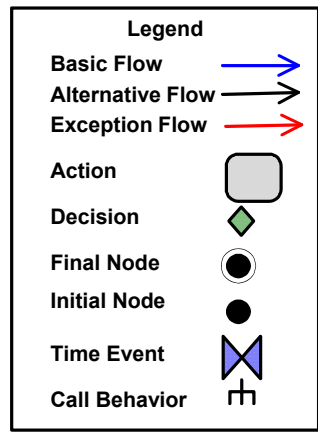 Legend
Basic Flow
Alternative Flow
Exception Flow
Action
Decision
Final Node
Initial Node
Time Event
Call Behavior